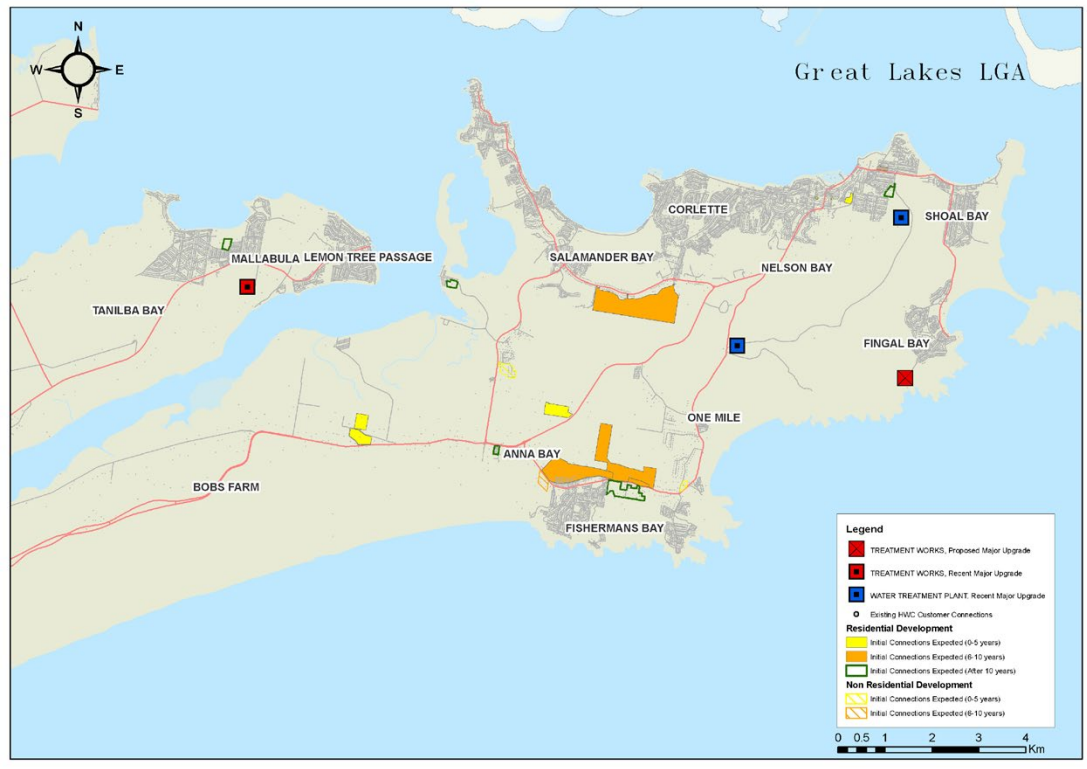 N
W E
S
Great Lakes LGA
CORLETTE
SHOAL BAY
MALLABULA
LEMON TREE PASSAGE
SALAMANDER BAY
NELSON BAY
TANILBA BAY
FINGAL BAY
ONE MILE
ANNA BAY
BOBS FARM
FISHERMANS BAY
Legend
TREATMENT WORKS, Proposed Major Upgrade
TREATMENT WORKS, Recent Major Upgrade
WATER TREATMENT PLANT, Recent Major Upgrade
Existing HWC Customer Connections
Residential Development
Initial Connections Expected (0-5 years)
Initial Connections Expected (6-10 years)
Initial Connections Expected (After 10 years)
Non Residential Development
Initial Connections Expected (0-5 years)
Initial Connections Expected (6-10 years)
0 0.5 1 2 3 4
Km